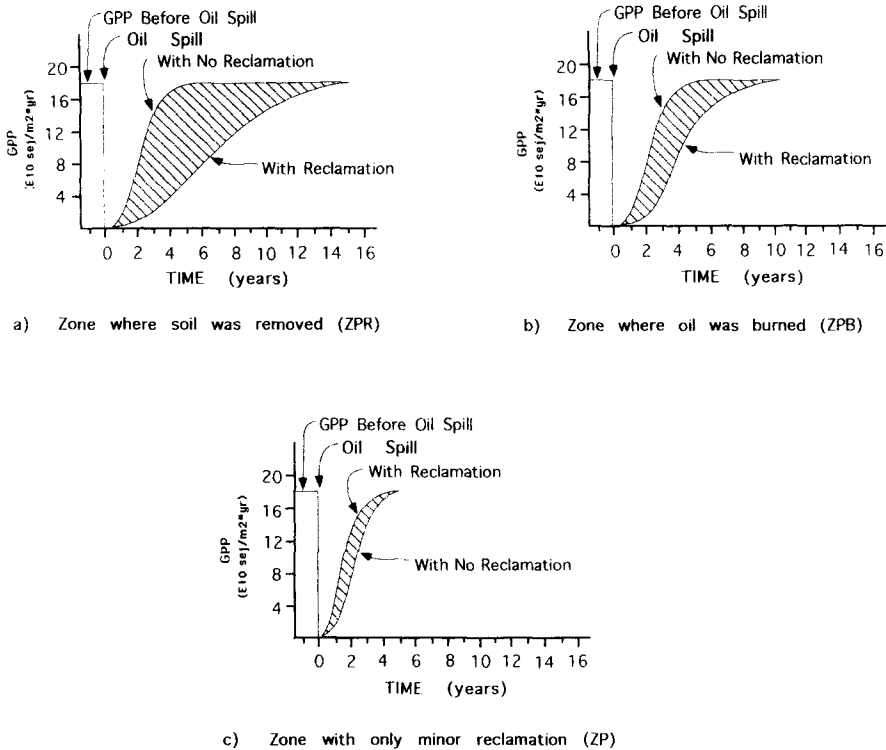 GPP Before Oil Spill
Oil Spill
With No Reclamation
20
16
12
8
4
GPP
(E10 sej/m2*yr)
With Reclamation
0 2 4 6 8 10 12 14 16
TIME (years)
a) Zone where soil was removed (ZPR)
GPP Before Oil Spill
Oil Spill
With No Reclamation
20
16
12
8
4
GPP
(E10 sej/m2*yr)
With Reclamation
0 2 4 6 8 10 12 14 16
TIME (years)
b) Zone where oil was burned (ZPB)
GPP Before Oil Spill
Oil Spill
With Reclamation
20
16
12
8
4
GPP
(E10 sej/m2*yr)
With No Reclamation
0 2 4 6 8 10 12 14 16
TIME (years)
c) Zone with only minor reclamation (ZP)